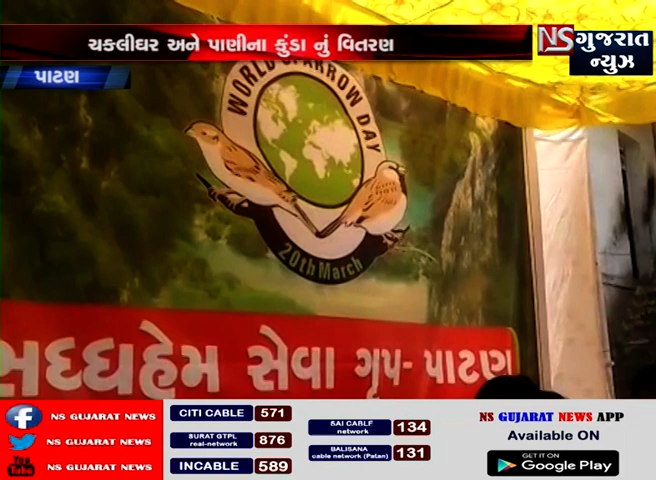 ચકલીઘર અને પાણીના કુંડા નું વિતરણ
NS ગુજરાત
ન્યુઝ
પાટણ
WORLD SPARROW DAY
20th March
સેવા ગૃપ - પાટણ
NS GUJARAT NEWS
NS GUJARAT NEWS
You Tube NS GUJARAT NEWS
CITI CABLE 571
SURAT GTPL
real-network 876
INCABLE 589
SAI CABLE
network 134
BALISANA
cable network (Patan) 131
NS GUJARAT NEWS APP
Available ON
GET IT ON
Google Play